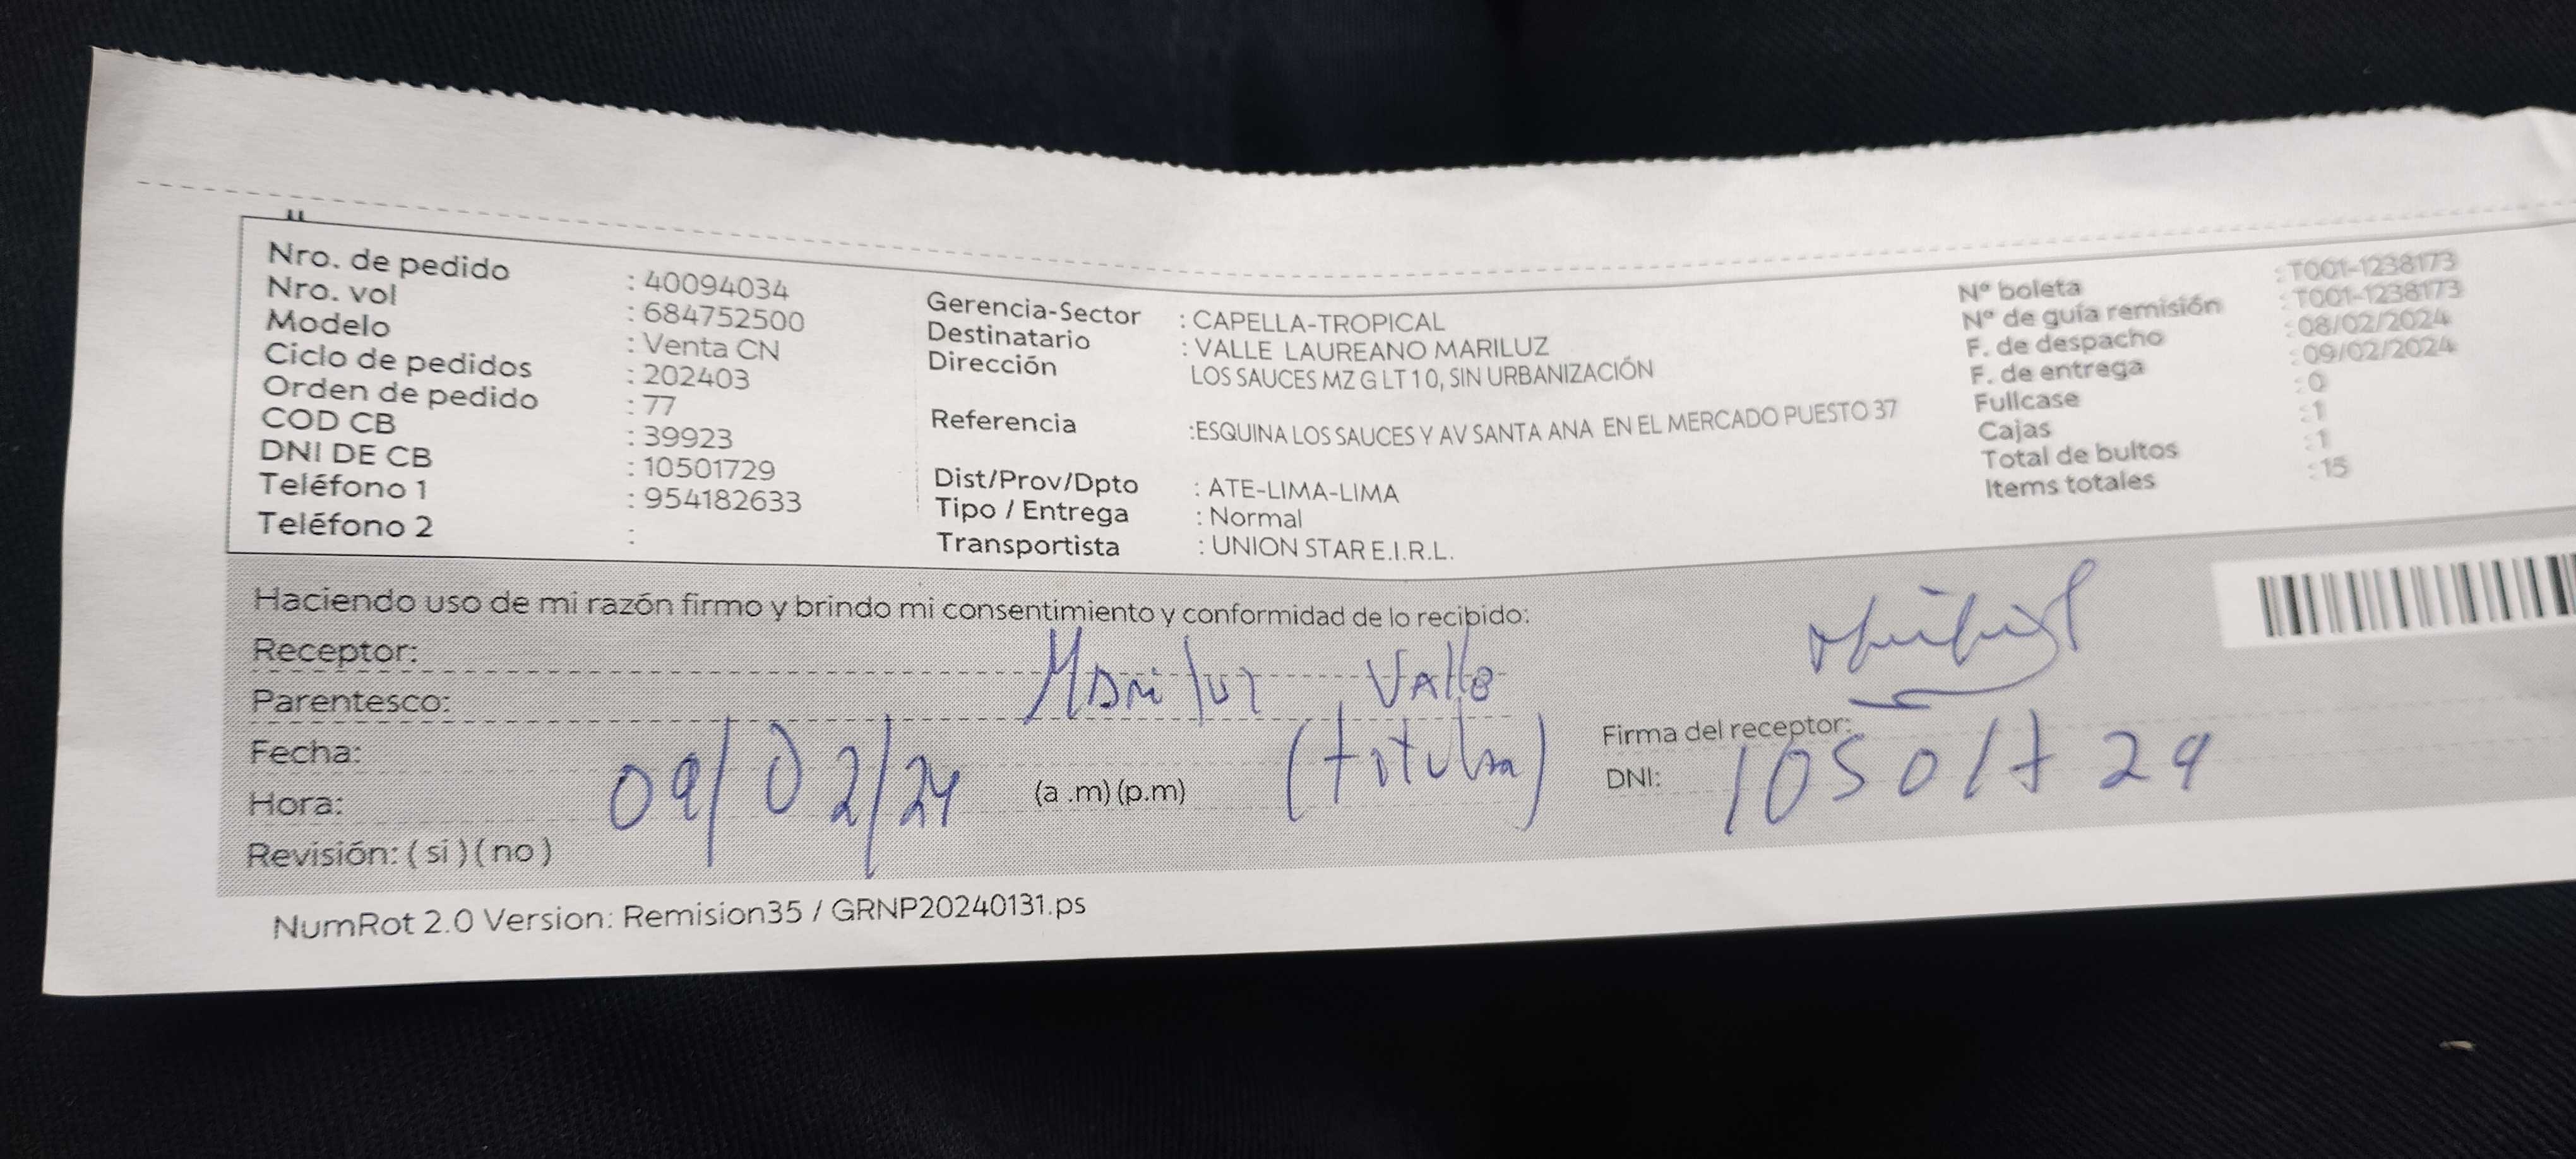 Nro. de pedido : 40094034
Nro. vol : 684752500
Modelo : Venta CN
Ciclo de pedidos : 202403
Orden de pedido : 77
COD CB : 39923
DNI DE CB : 10501729
Teléfono 1 : 954182633
Teléfono 2 :
Gerencia-Sector : CAPELLA-TROPICAL
Destinatario : VALLE LAUREANO MARILUZ
Dirección LOS SAUCES MZ G LT 10, SIN URBANIZACIÓN
Referencia :ESQUINA LOS SAUCES Y AV SANTA ANA EN EL MERCADO PUESTO 37
Dist/Prov/Dpto : ATE-LIMA-LIMA
Tipo / Entrega : Normal
Transportista : UNION STAR E.I.R.L.
Nº boleta : T001-1238173
Nº de guía remisión : T001-1238173
F. de despacho : 08/02/2024
F. de entrega : 09/02/2024
Fullcase : 0
Cajas : 1
Total de bultos : 1
Items totales : 15
Haciendo uso de mi razón firmo y brindo mi consentimiento y conformidad de lo recibido:
Receptor: Mariluz Valle
Parentesco: (titular)
Fecha: 09/02/24
Hora: (a .m) (p.m)
Revisión: ( si ) ( no )
Firma del receptor:
DNI: 10501729
NumRot 2.0 Version: Remision35 / GRNP20240131.ps